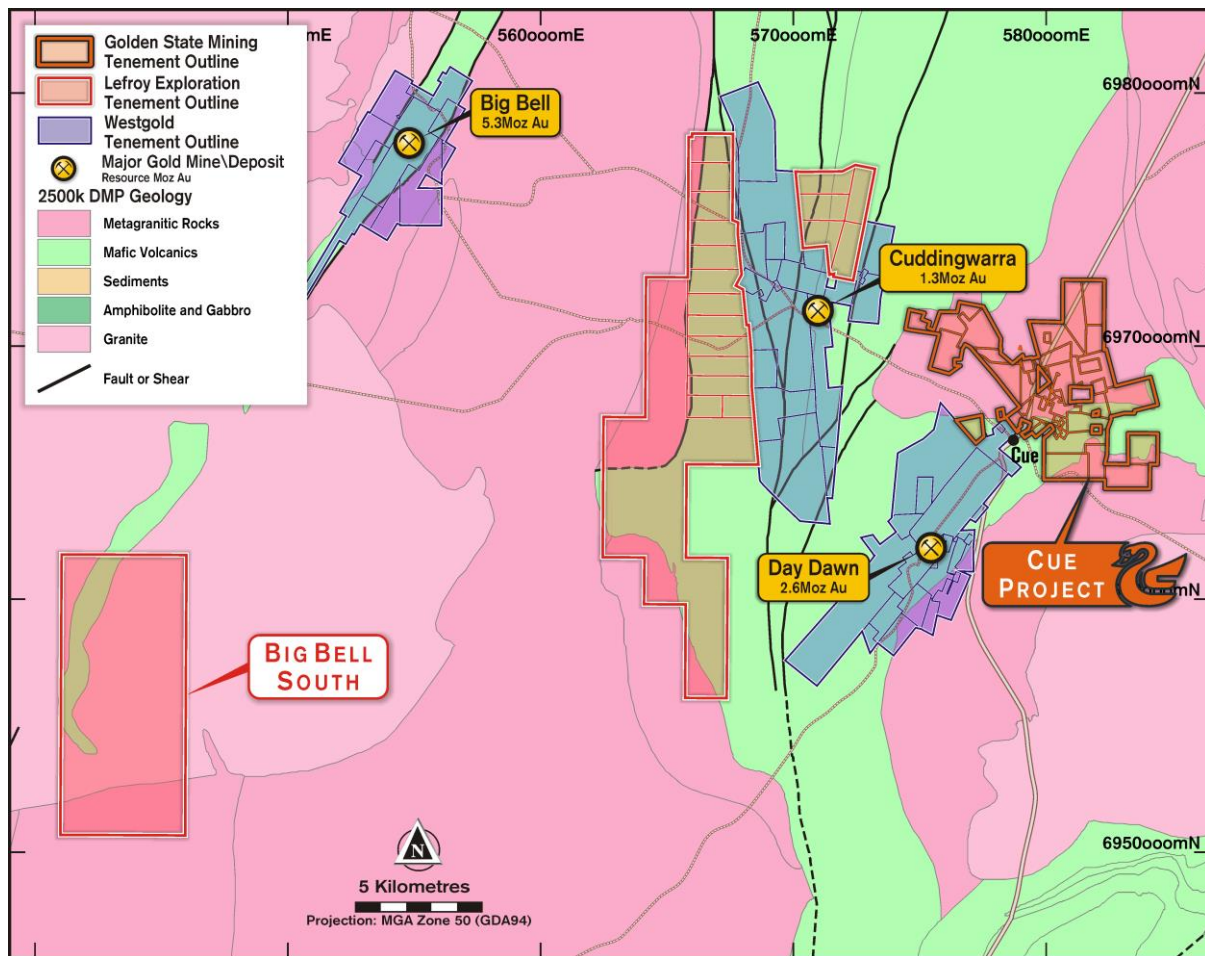 Golden State Mining
Tenement Outline
Lefroy Exploration
Tenement Outline
Westgold
Tenement Outline
Major Gold Mine\Deposit
Resource Moz Au
2500k DMP Geology
Metagranitic Rocks
Mafic Volcanics
Sediments
Amphibolite and Gabbro
Granite
Fault or Shear
mE
560000mE
570000mE
580000mE
6980000mN
Big Bell
5.3Moz Au
Cuddingwarra
1.3Moz Au
6970000mN
Cue
Day Dawn
2.6Moz Au
CUE
PROJECT
000mN
BIG BELL
SOUTH
6950000mN
N
5 Kilometres
Projection: MGA Zone 50 (GDA94)